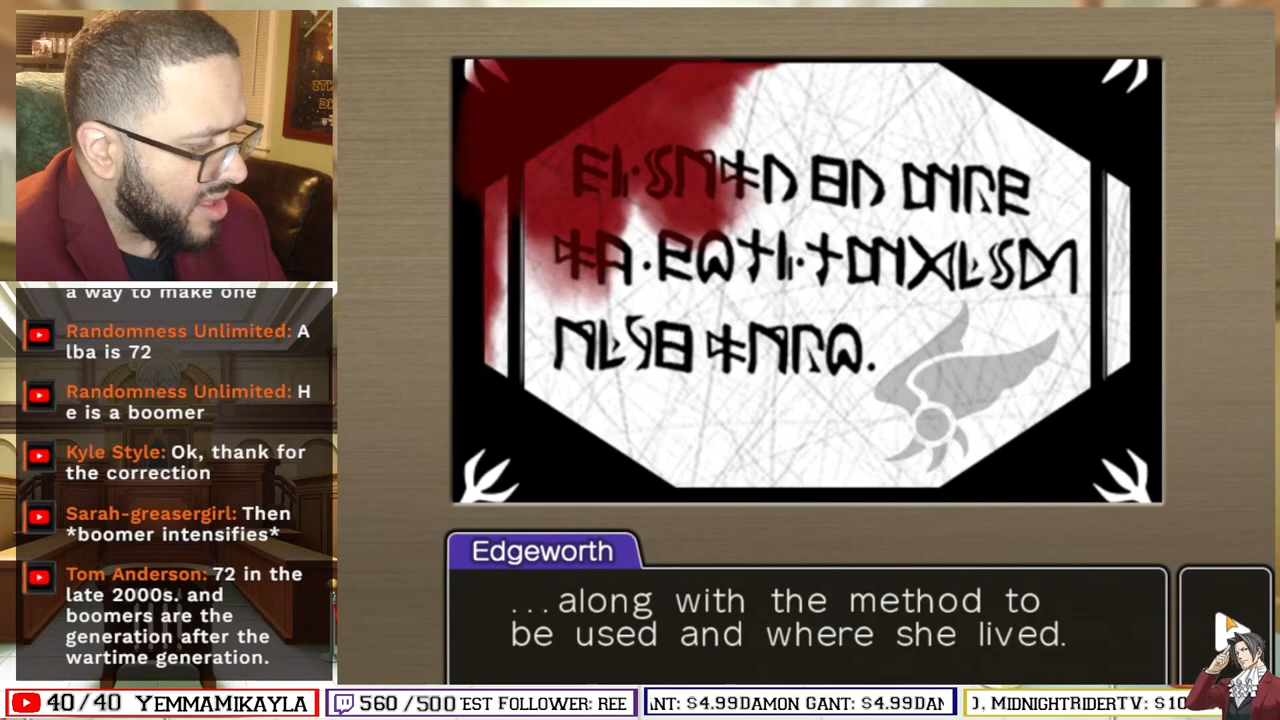 a way to make one
Randomness Unlimited: A
lba is 72
Randomness Unlimited: H
e is a boomer
Kyle Style: Ok, thank for
the correction
Sarah-greasergirl: Then
*boomer intensifies*
Tom Anderson: 72 in the
late 2000s. and
boomers are the
generation after the
wartime generation.
Edgeworth
...along with the method to
be used and where she lived.
40/40 YEMMAMIKAYLA
560/500 EST FOLLOWER: REE
NT: $4.99DAMON GANT: $4.99DAN
), MIDNIGHTRIDERTV: $10